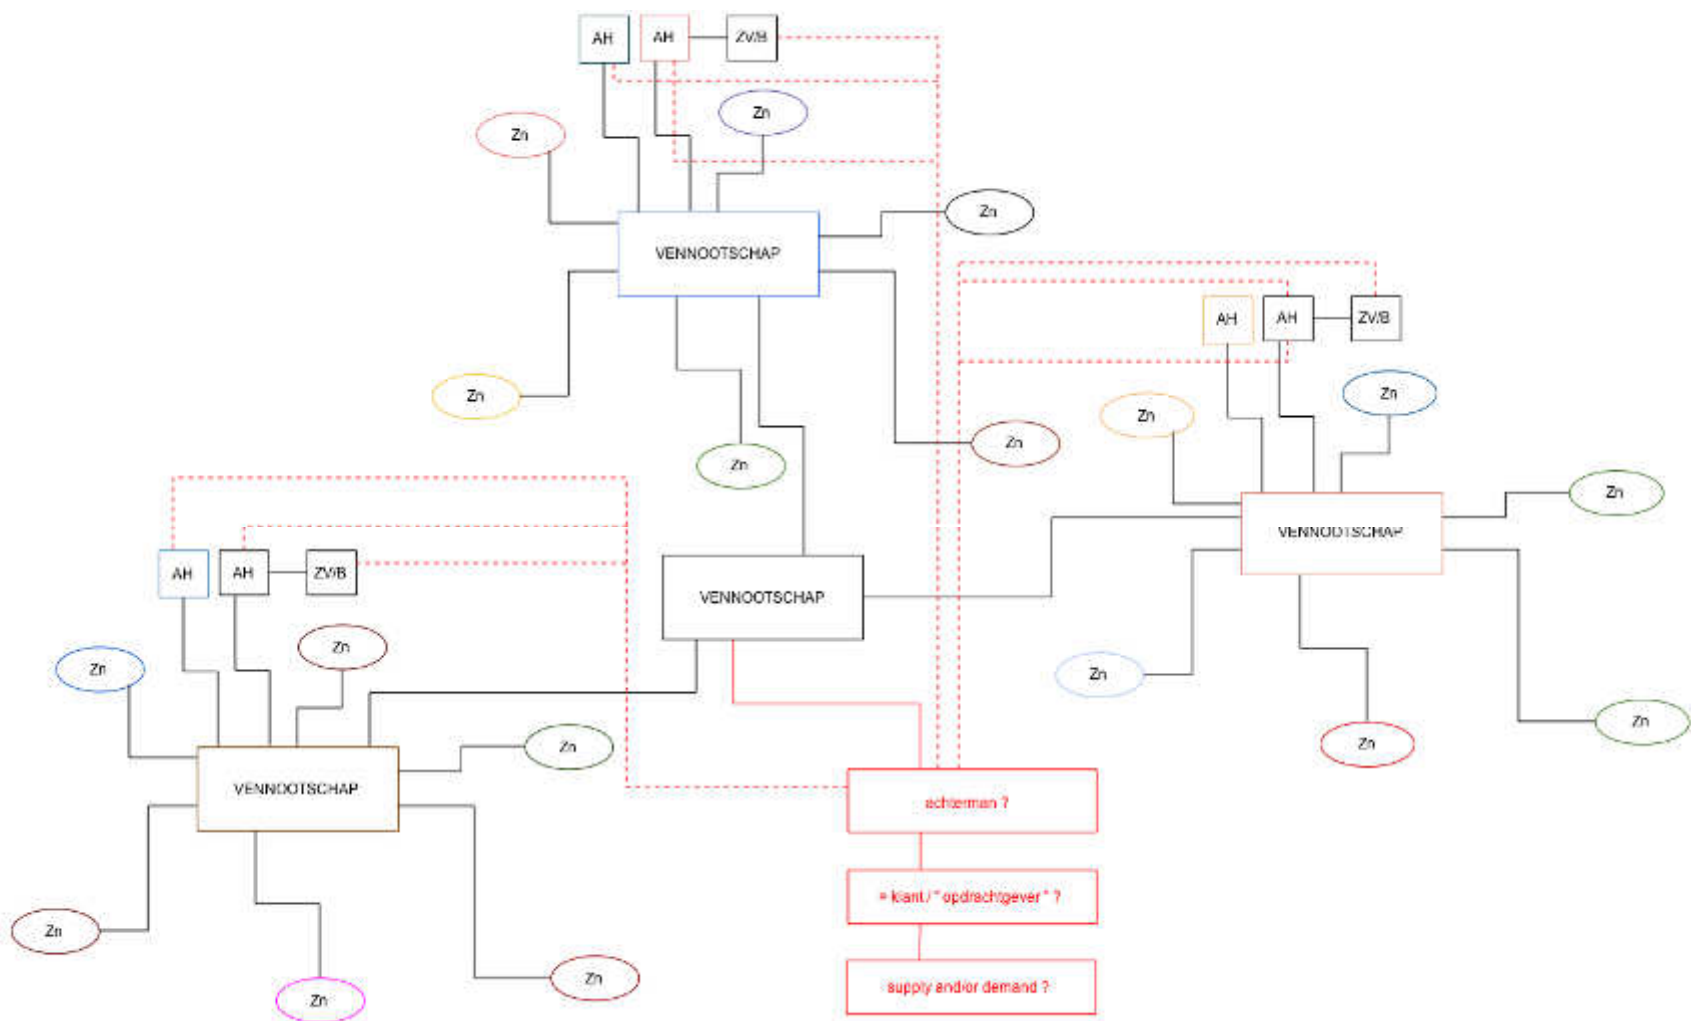 AH
AH
ZV/B
Zn
Zn
Zn
VENNOOTSCHAP
AH
AH
ZV/B
Zn
Zn
Zn
Zn
Zn
Zn
VENNOOTSCHAP
AH
AH
ZV/B
VENNOOTSCHAP
Zn
Zn
Zn
Zn
Zn
Zn
VENNOOTSCHAP
achterman ?
= klant / " opdrachtgever " ?
Zn
Zn
Zn
supply and/or demand ?